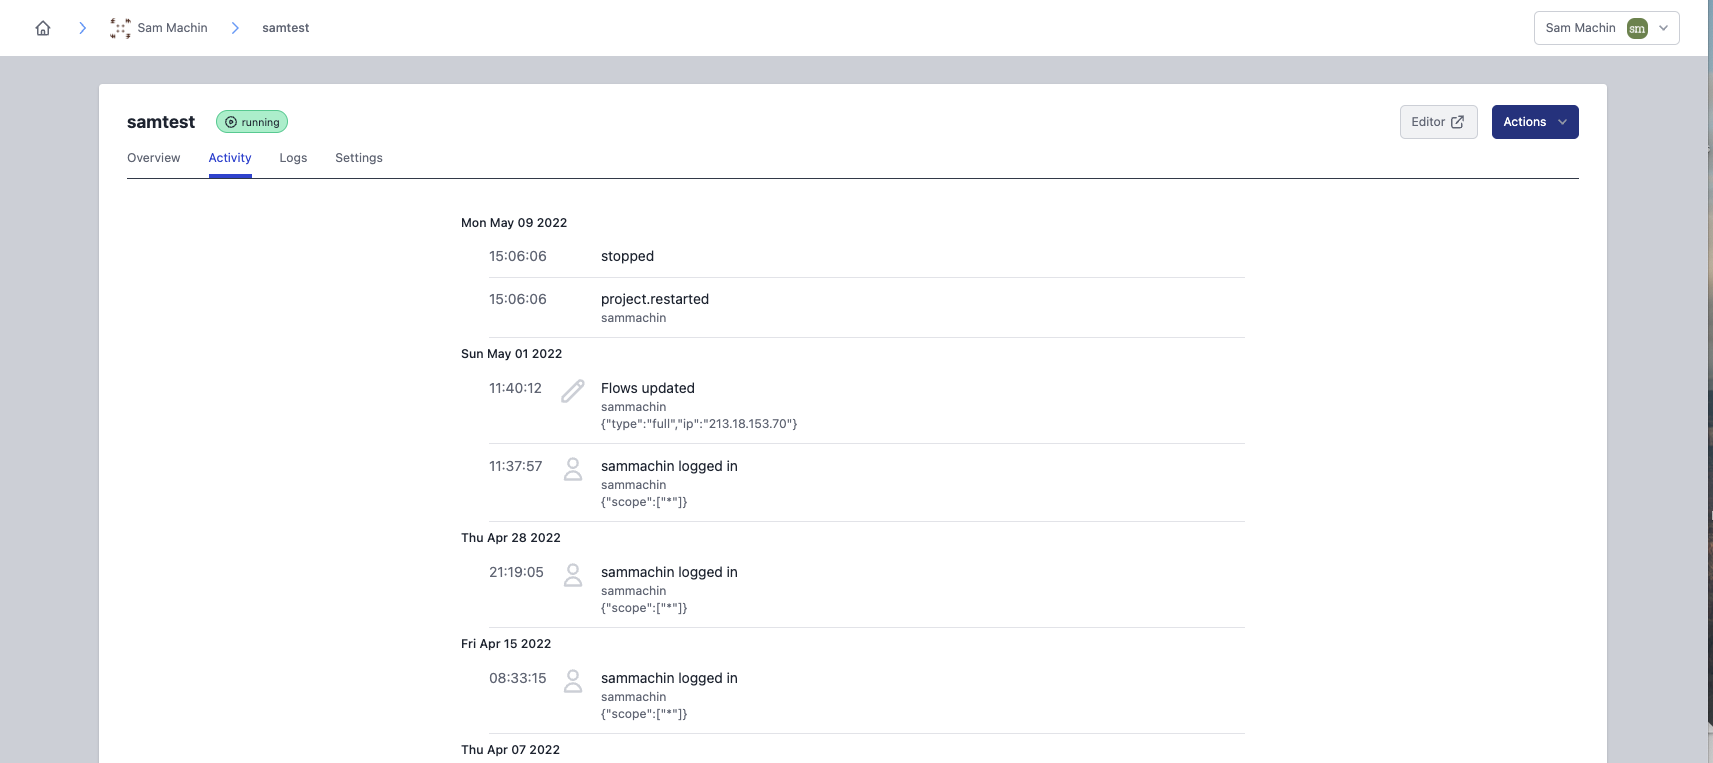 Sam Machin
samtest
Sam Machin sm
samtest
running
Editor
Actions
Overview
Activity
Logs
Settings
Mon May 09 2022
15:06:06 stopped
15:06:06 project.restarted
sammachin
Sun May 01 2022
11:40:12 Flows updated
sammachin
{"type":"full","ip":"213.18.153.70"}
11:37:57 sammachin logged in
sammachin
{"scope":["*"]}
Thu Apr 28 2022
21:19:05 sammachin logged in
sammachin
{"scope":["*"]}
Fri Apr 15 2022
08:33:15 sammachin logged in
sammachin
{"scope":["*"]}
Thu Apr 07 2022